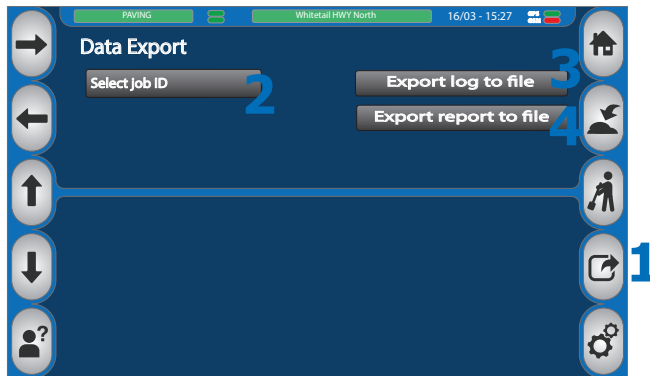 PAVING Whitetail HWY North 16/03 - 15:27
Data Export
Select Job ID
2
3
Export log to file
Export report to file
4
1
?